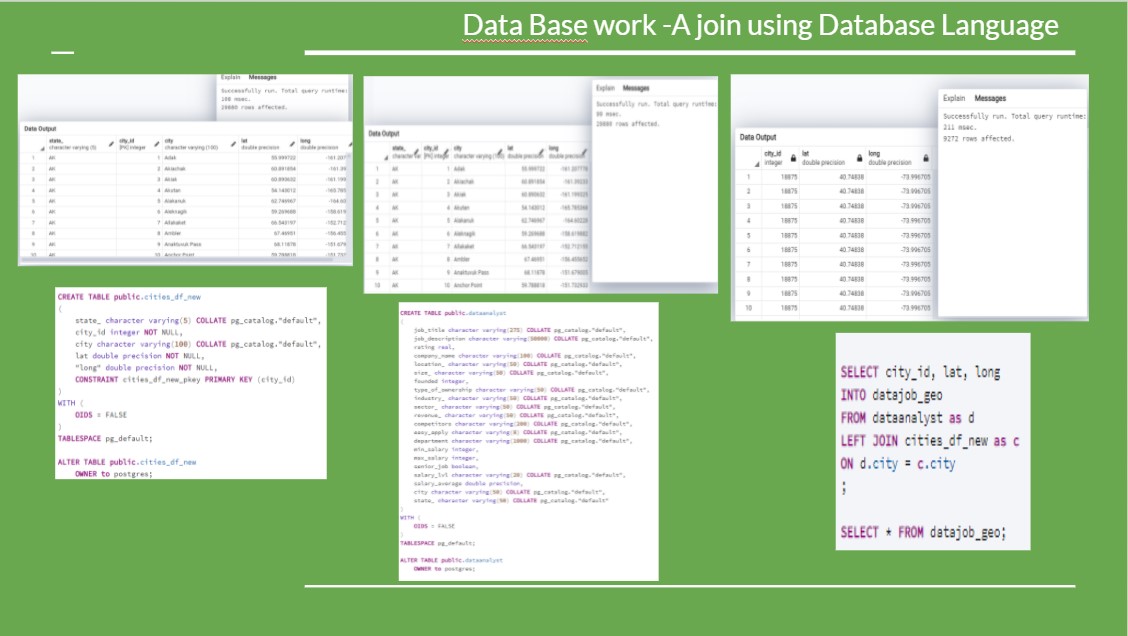 Data Base work -A join using Database Language
Explain Messages
Successfully run. Total query runtime:
108 msec.
20880 rows affected.
Data Output
state_ city_id city lat long
character varying (5) [PK] integer character varying (100) double precision double precision
1 AK 1 Adak 55.999722 -161.207
2 AK 2 Akiachak 60.891854 -161.39
3 AK 3 Akiak 60.890632 -161.199
4 AK 4 Akutan 54.143012 -165.785
5 AK 5 Alakanuk 62.746967 -164.60
6 AK 6 Aleknagik 59.269688 -158.619
7 AK 7 Allakaket 66.543197 -152.712
8 AK 8 Ambler 67.46951 -156.455
9 AK 9 Anaktuvuk Pass 68.11878 -151.679
10 AK 10 Anchor Point
CREATE TABLE public.cities_df_new
(
state_ character varying(5) COLLATE pg_catalog."default",
city_id integer NOT NULL,
city character varying(100) COLLATE pg_catalog."default",
lat double precision NOT NULL,
"long" double precision NOT NULL,
CONSTRAINT cities_df_new_pkey PRIMARY KEY (city_id)
)
WITH (
OIDS = FALSE
)
TABLESPACE pg_default;
ALTER TABLE public.cities_df_new
OWNER to postgres;
Explain Messages
Successfully run. Total query runtime:
msec.
20880 rows affected.
Data Output
state_ city_id city lat long
character var [PK] integer character varying (100) double precision double precision
1 AK 1 Adak 55.999722 -161.207776
2 AK 2 Akiachak 60.891854 -161.39233
3 AK 3 Akiak 60.890632
4 AK 4 Akutan 54.143012 -165.785368
5 AK 5 Alakanuk 62.746967 -164.60228
6 AK 6 Aleknagik 59.269688
7 AK 7 Allakaket 66.543197 -152.712155
8 AK 8 Ambler 67.46951 -156.455652
9 AK 9 Anaktuvuk Pass 68.11878 -151.679005
10 AK 10 Anchor Point 59.788818
CREATE TABLE public.dataanalyst
(
job_title character varying(275) COLLATE pg_catalog."default",
job_description character varying(50000) COLLATE pg_catalog."default",
rating real,
company_name character varying(100) COLLATE pg_catalog."default",
location_ character varying(50) COLLATE pg_catalog."default",
size_ character varying(50) COLLATE pg_catalog."default",
founded integer,
type_of_ownership character varying(50) COLLATE pg_catalog."default",
industry_ character varying(50) COLLATE pg_catalog."default",
sector_ character varying(50) COLLATE pg_catalog."default",
revenue_ character varying(50) COLLATE pg_catalog."default",
competitors character varying(200) COLLATE pg_catalog."default",
easy_apply character varying(8) COLLATE pg_catalog."default",
department character varying(1000) COLLATE pg_catalog."default",
min_salary integer,
max_salary integer,
senior_job boolean,
salary_lvl character varying(20) COLLATE pg_catalog."default",
salary_average double precision,
city character varying(50) COLLATE pg_catalog."default",
state_ character varying(50) COLLATE pg_catalog."default"
)
WITH (
OIDS = FALSE
)
TABLESPACE pg_default;
ALTER TABLE public.dataanalyst
OWNER to postgres;
Explain Messages
Successfully run. Total query runtime:
211 msec.
9272 rows affected.
Data Output
city_id lat long
integer double precision double precision
1 18875 40.74838 -73.996705
2 18875 40.74838 -73.996705
3 18875 40.74838 -73.996705
4 18875 40.74838 -73.996705
5 18875 40.74838 -73.996705
6 18875 40.74838 -73.996705
7 18875 40.74838 -73.996705
8 18875 40.74838 -73.996705
9 18875 40.74838 -73.996705
10 18875 40.74838 -73.996705
SELECT city_id, lat, long
INTO datajob_geo
FROM dataanalyst as d
LEFT JOIN cities_df_new as c
ON d.city = c.city
;
SELECT * FROM datajob_geo;